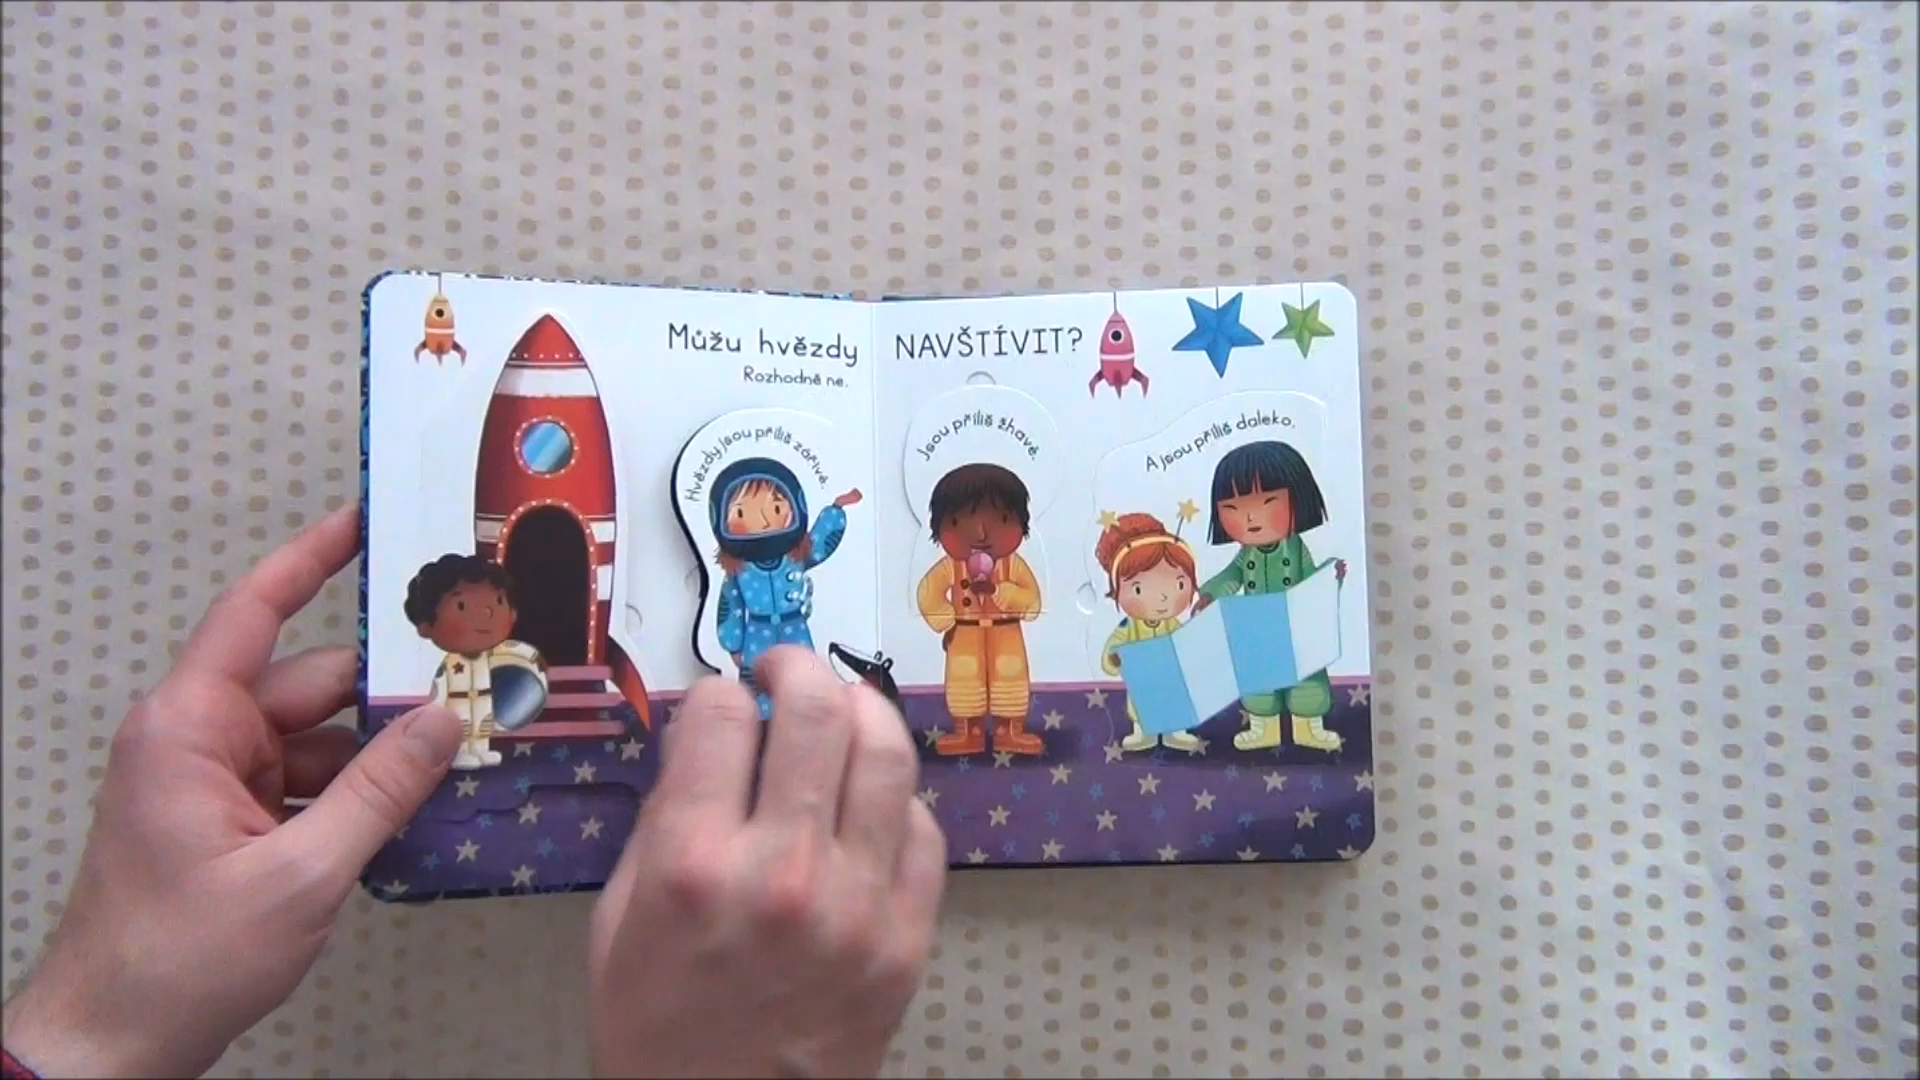 Můžu hvězdy NAVŠTÍVIT?
Rozhodně ne.
Hvězdy jsou příliš zářivé.
Jsou příliš žhavé.
A jsou příliš daleko.